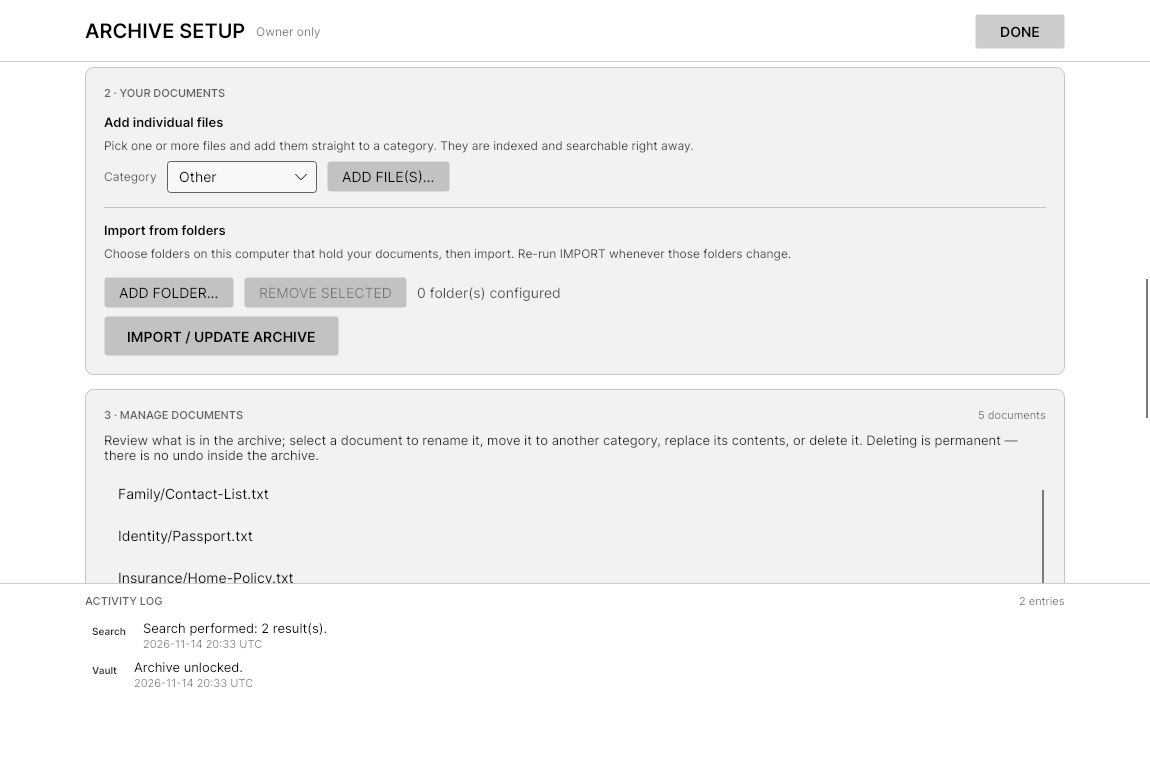 ARCHIVE SETUP Owner only
DONE
2 · YOUR DOCUMENTS
Add individual files
Pick one or more files and add them straight to a category. They are indexed and searchable right away.
Category Other ADD FILE(S)...
Import from folders
Choose folders on this computer that hold your documents, then import. Re-run IMPORT whenever those folders change.
ADD FOLDER... REMOVE SELECTED 0 folder(s) configured
IMPORT / UPDATE ARCHIVE
3 · MANAGE DOCUMENTS 5 documents
Review what is in the archive; select a document to rename it, move it to another category, replace its contents, or delete it. Deleting is permanent —
there is no undo inside the archive.
Family/Contact-List.txt
Identity/Passport.txt
Insurance/Home-Policy.txt
ACTIVITY LOG 2 entries
Search Search performed: 2 result(s).
2026-11-14 20:33 UTC
Vault Archive unlocked.
2026-11-14 20:33 UTC